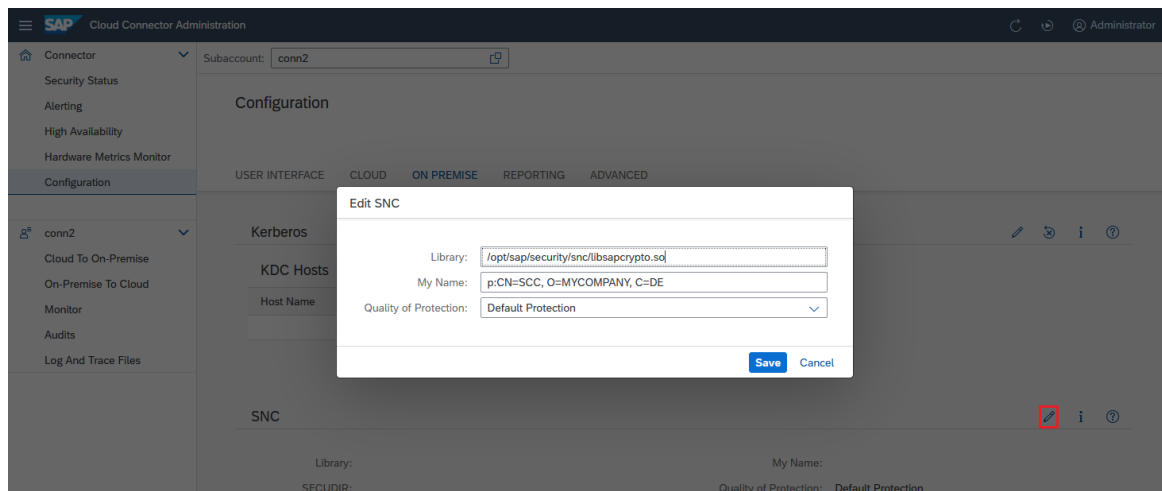 SAP Cloud Connector Administration
Administrator
Connector
Subaccount: conn2
Security Status
Alerting
Configuration
High Availability
Hardware Metrics Monitor
Configuration
USER INTERFACE CLOUD ON PREMISE REPORTING ADVANCED
Edit SNC
conn2
Kerberos
Library: /opt/sap/security/snc/libsapcrypto.so
Cloud To On-Premise
KDC Hosts
On-Premise To Cloud
My Name: p:CN=SCC, O=MYCOMPANY, C=DE
Host Name
Monitor
Quality of Protection: Default Protection
Audits
Log And Trace Files
Save Cancel
SNC
Library:
My Name:
SECUDIR:
Quality of Protection: Default Protection